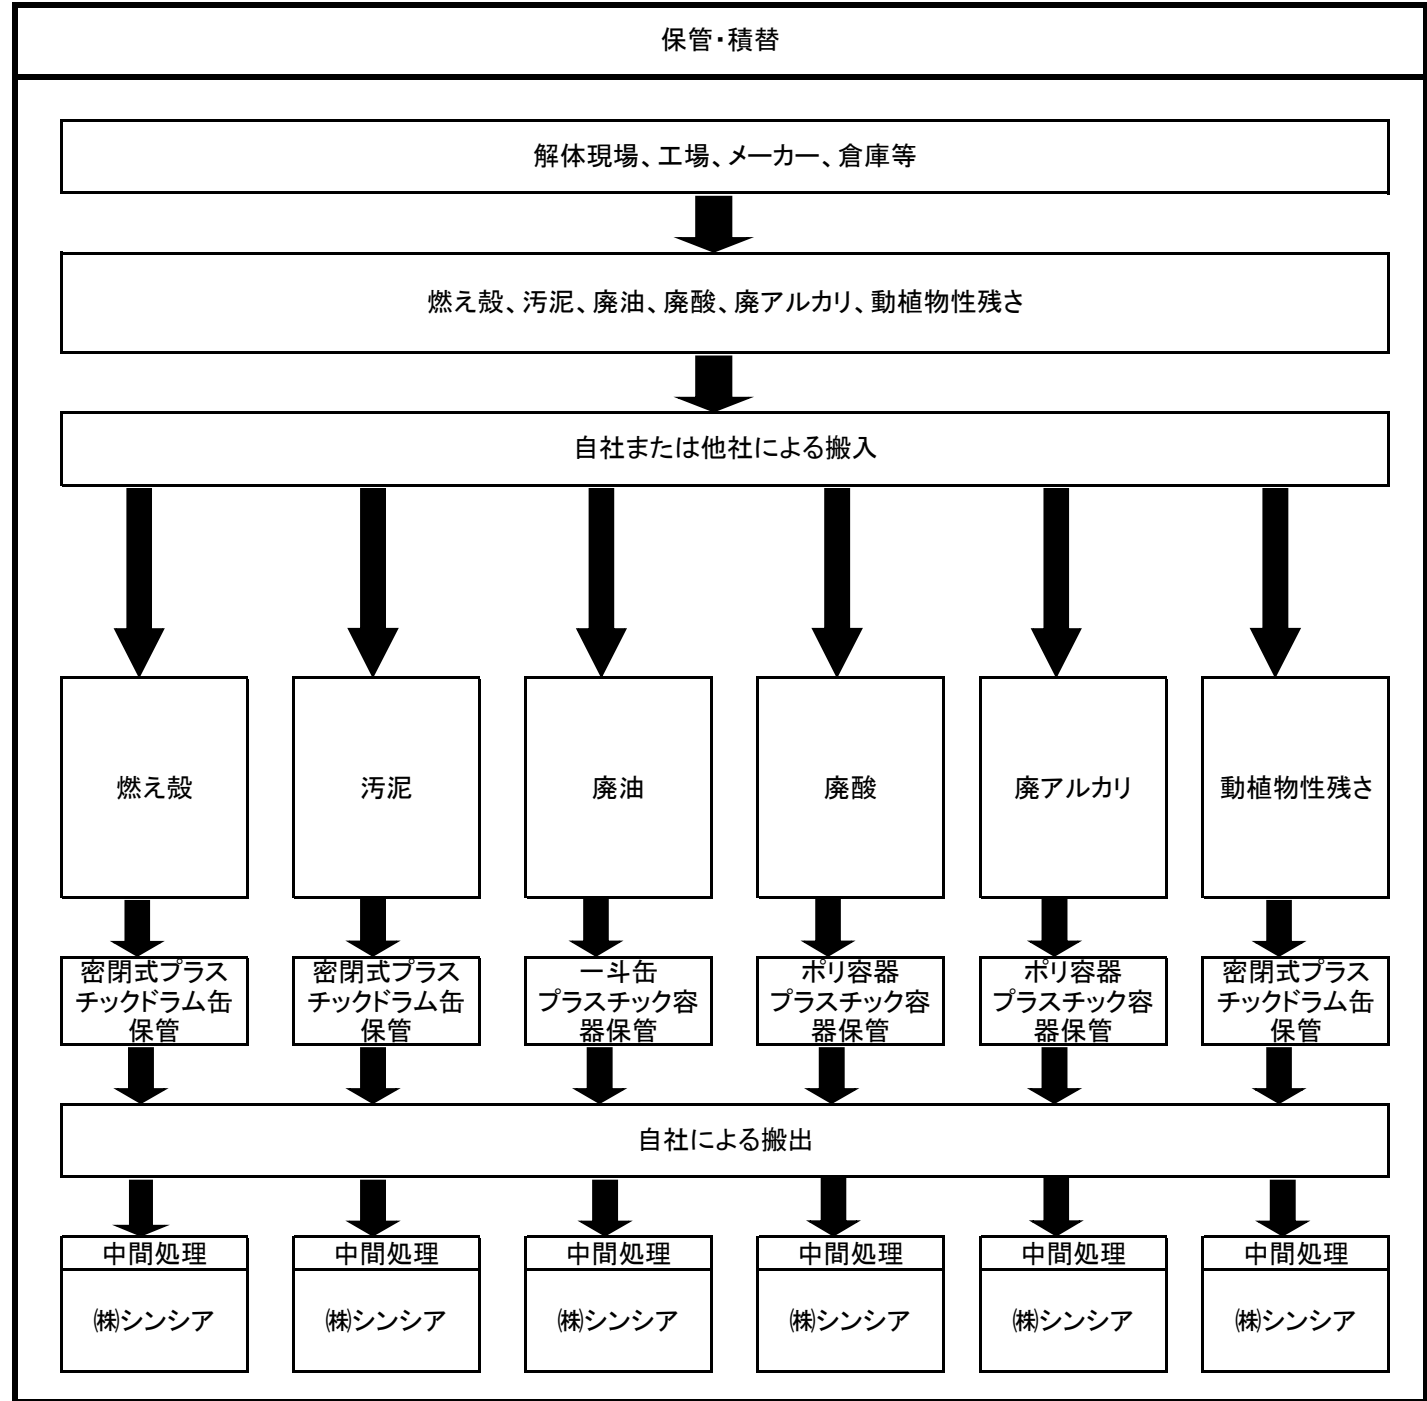 保管・積替
解体現場、工場、メーカー、倉庫等
燃え殻、汚泥、廃油、廃酸、廃アルカリ、動植物性残さ
自社または他社による搬入
燃え殻
汚泥
廃油
廃酸
廃アルカリ
動植物性残さ
密閉式プラス
チックドラム缶
保管
密閉式プラス
チックドラム缶
保管
一斗缶
プラスチック容
器保管
ポリ容器
プラスチック容
器保管
ポリ容器
プラスチック容
器保管
密閉式プラス
チックドラム缶
保管
自社による搬出
中間処理
㈱シンシア
中間処理
㈱シンシア
中間処理
㈱シンシア
中間処理
㈱シンシア
中間処理
㈱シンシア
中間処理
㈱シンシア